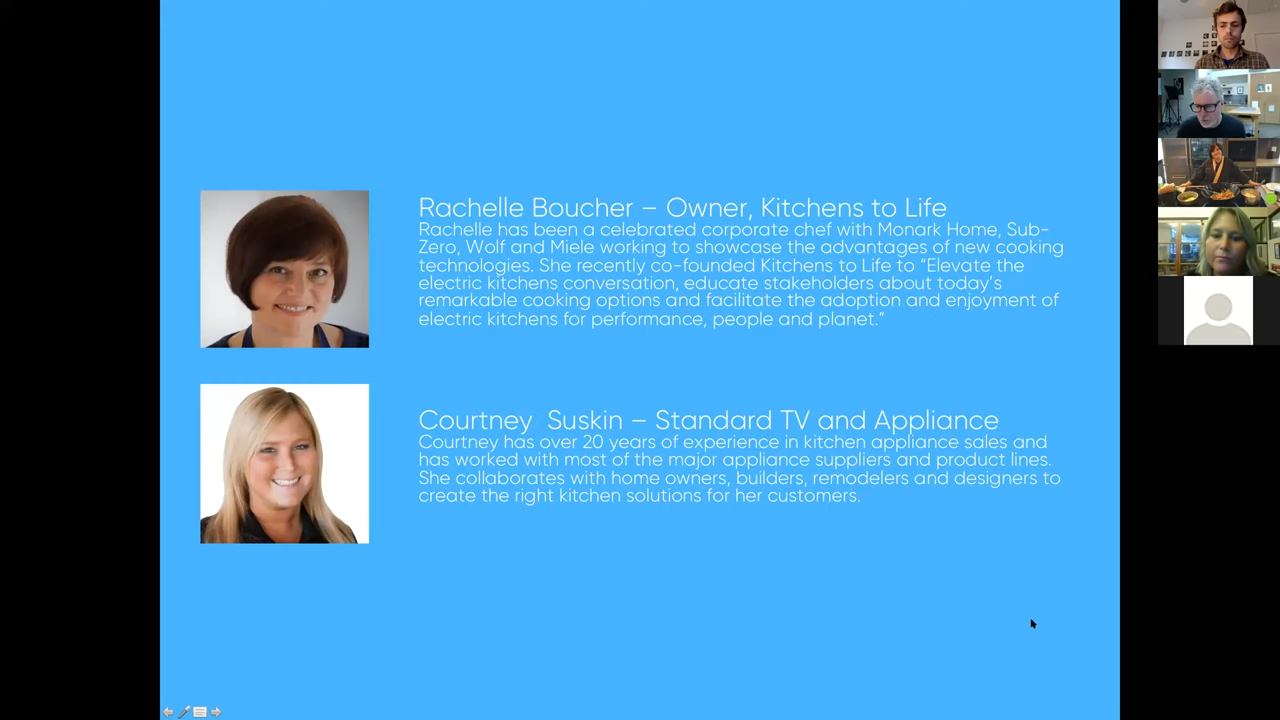 Rachelle Boucher – Owner, Kitchens to Life
Rachelle has been a celebrated corporate chef with Monark Home, Sub-
Zero, Wolf and Miele working to showcase the advantages of new cooking
technologies. She recently co-founded Kitchens to Life to “Elevate the
electric kitchens conversation, educate stakeholders about today’s
remarkable cooking options and facilitate the adoption and enjoyment of
electric kitchens for performance, people and planet.”
Courtney  Suskin – Standard TV and Appliance
Courtney has over 20 years of experience in kitchen appliance sales and
has worked with most of the major appliance suppliers and product lines.
She collaborates with home owners, builders, remodelers and designers to
create the right kitchen solutions for her customers.